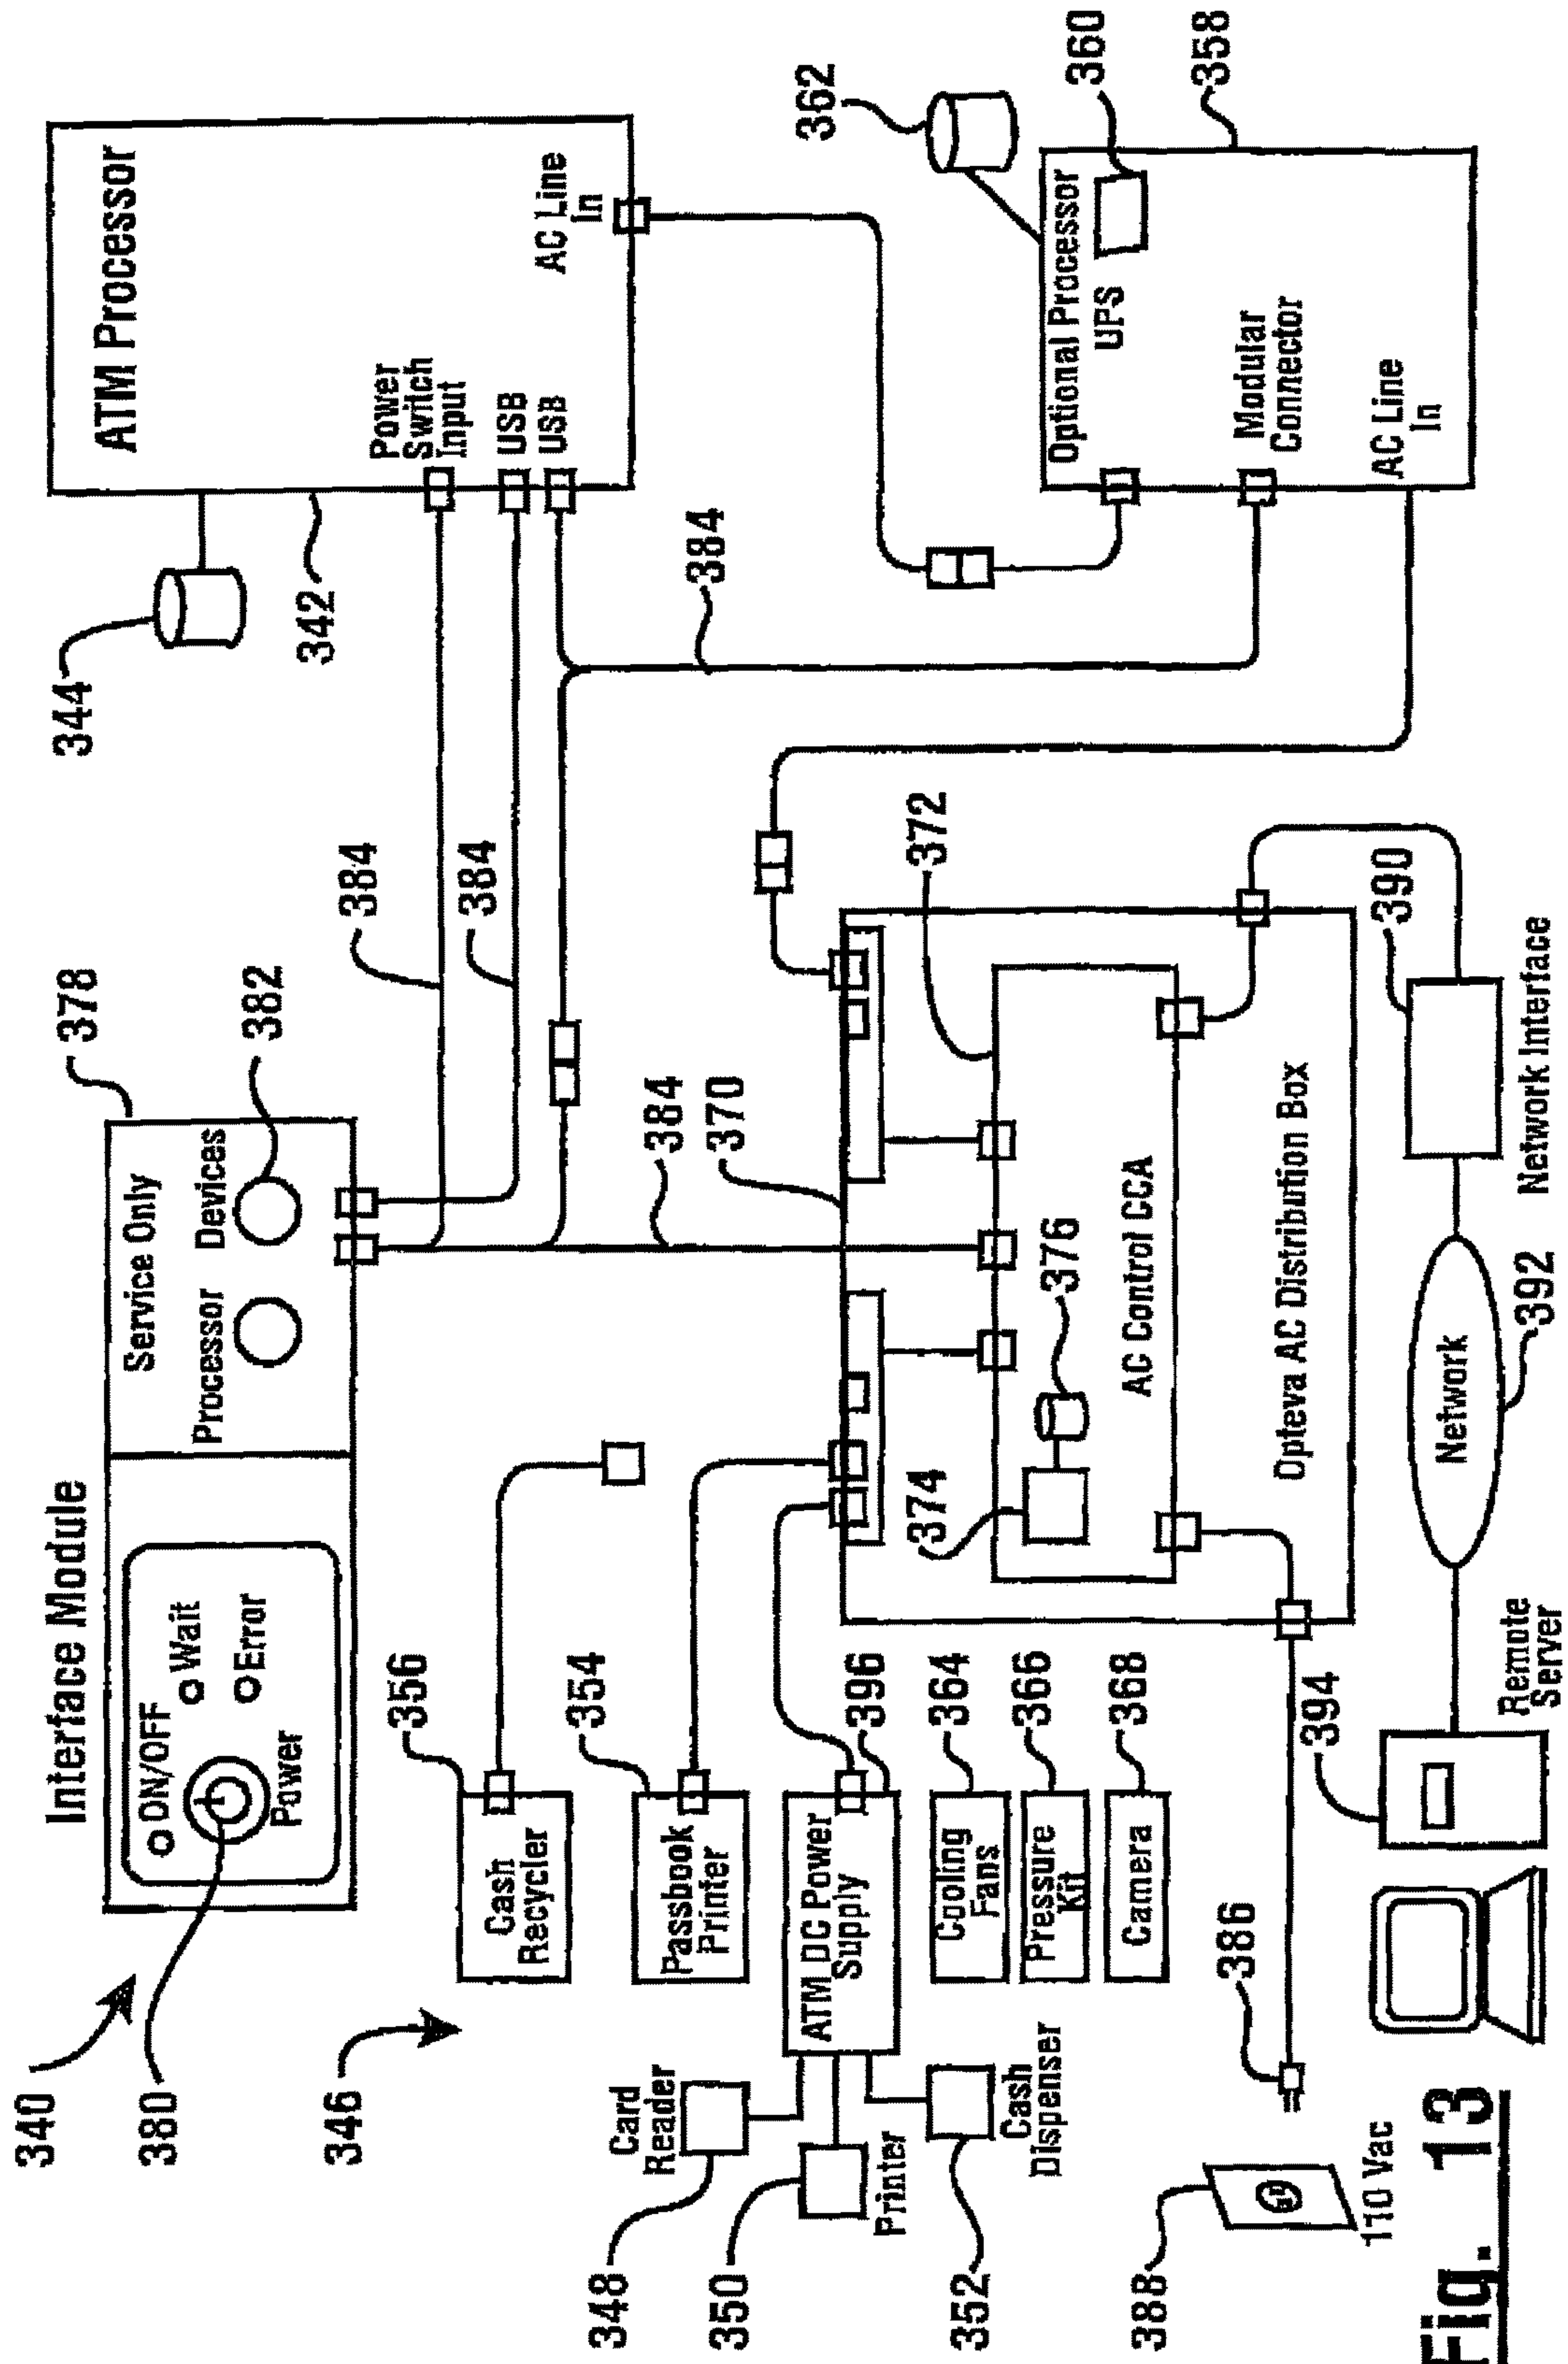 340
Interface Module
378
344
ATM Processor
380
ON/OFF
Wait
Error
Power
Service Only
Processor
Devices
382
342
Power
Switch
Input
USB
USB
AC Line
In
346
356
384
384
384
362
Cash
Recycler
354
384
370
372
Optional Processor
UPS
360
358
Modular
Connector
AC Line
In
Passbook
Printer
348
Card
Reader
350
Printer
352
Cash
Dispenser
ATM DC Power
Supply
396
364
Cooling
Fans
366
Pressure
Kit
368
Camera
374
376
AC Control CCA
Opteva AC Distribution Box
390
Network Interface
388
110 Vac
386
394
Remote
Server
Network
392
Fig. 13